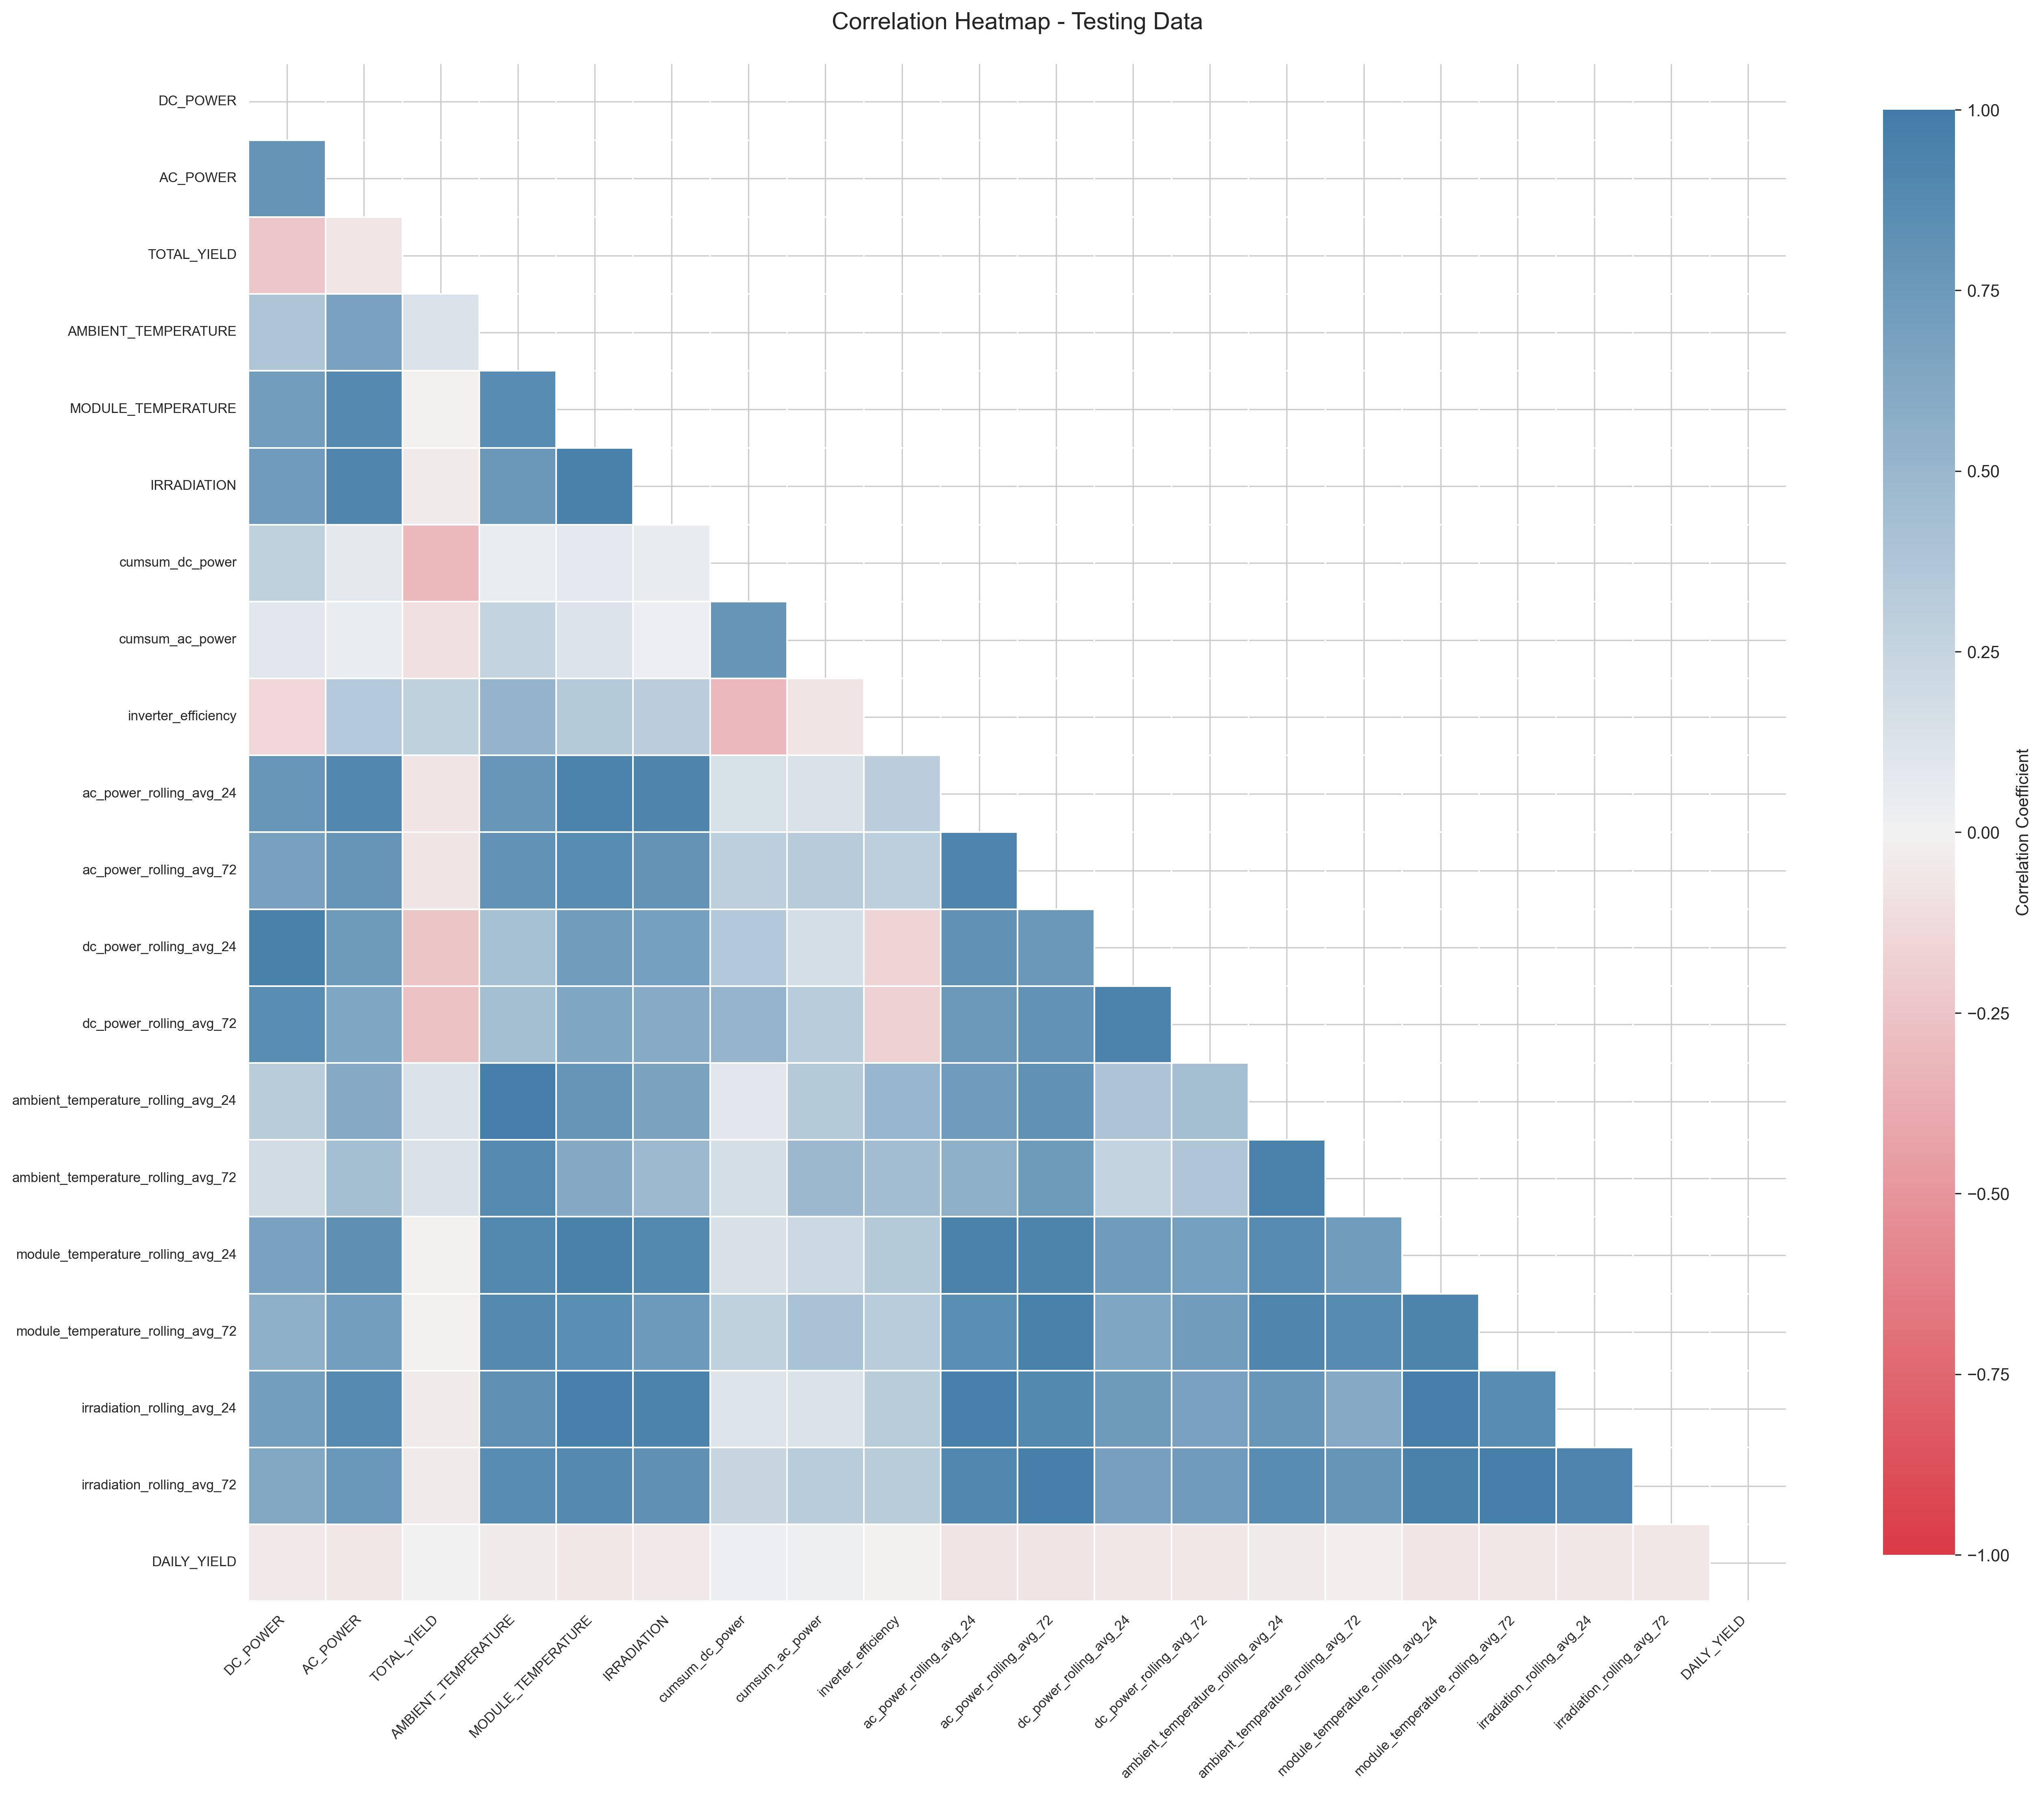 Correlation Heatmap - Testing Data
DC_POWER
AC_POWER
TOTAL_YIELD
AMBIENT_TEMPERATURE
MODULE_TEMPERATURE
IRRADIATION
cumsum_dc_power
cumsum_ac_power
inverter_efficiency
ac_power_rolling_avg_24
ac_power_rolling_avg_72
dc_power_rolling_avg_24
dc_power_rolling_avg_72
ambient_temperature_rolling_avg_24
ambient_temperature_rolling_avg_72
module_temperature_rolling_avg_24
module_temperature_rolling_avg_72
irradiation_rolling_avg_24
irradiation_rolling_avg_72
DAILY_YIELD
DC_POWER
AC_POWER
TOTAL_YIELD
AMBIENT_TEMPERATURE
MODULE_TEMPERATURE
IRRADIATION
cumsum_dc_power
cumsum_ac_power
inverter_efficiency
ac_power_rolling_avg_24
ac_power_rolling_avg_72
dc_power_rolling_avg_24
dc_power_rolling_avg_72
ambient_temperature_rolling_avg_24
ambient_temperature_rolling_avg_72
module_temperature_rolling_avg_24
module_temperature_rolling_avg_72
irradiation_rolling_avg_24
irradiation_rolling_avg_72
DAILY_YIELD
1.00
0.75
0.50
0.25
0.00
−0.25
−0.50
−0.75
−1.00
Correlation Coefficient